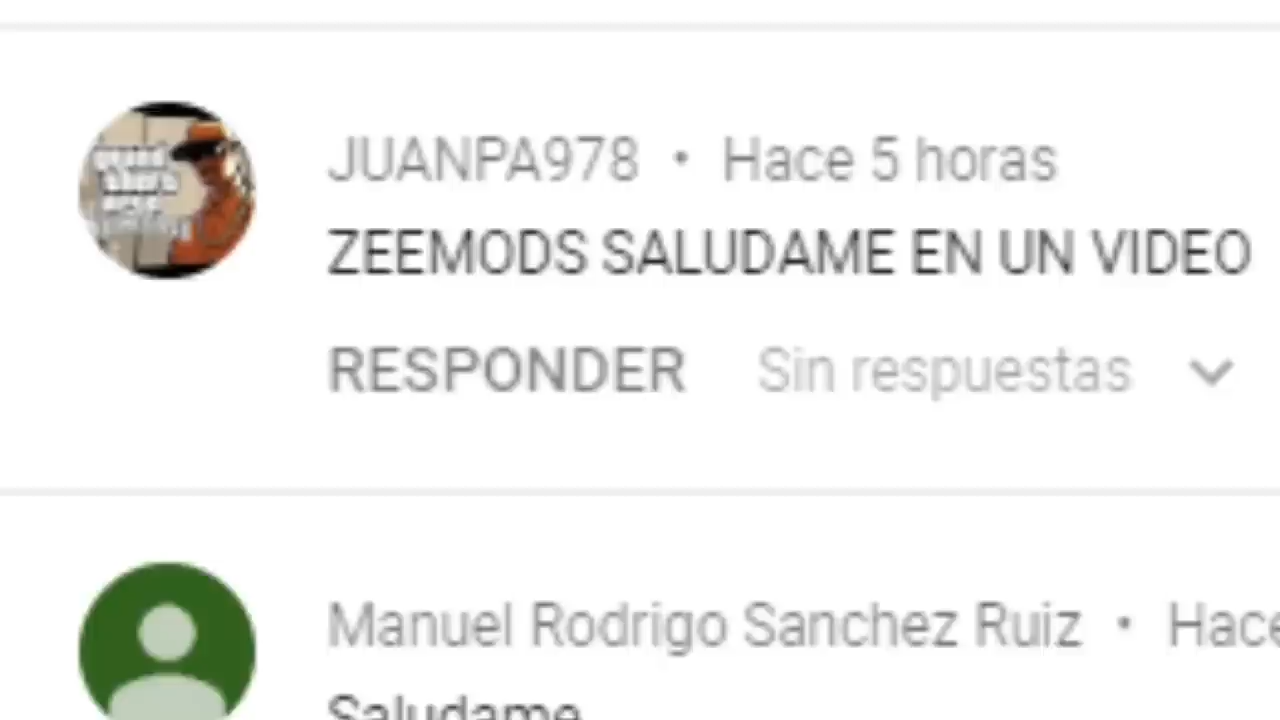 JUANPA978 • Hace 5 horas
ZEEMODS SALUDAME EN UN VIDEO
RESPONDER Sin respuestas
Manuel Rodrigo Sanchez Ruiz • Hace
Saludame